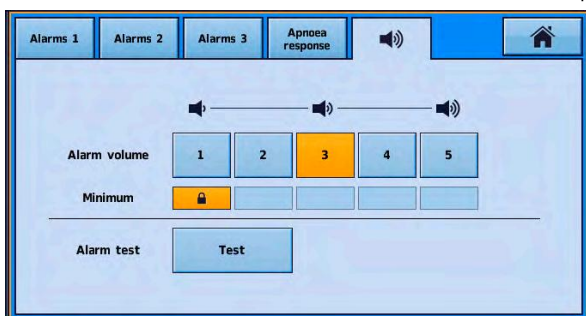 Alarms 1
Alarms 2
Alarms 3
Apnoea
response
Alarm volume
1
2
3
4
5
Minimum
Alarm test
Test